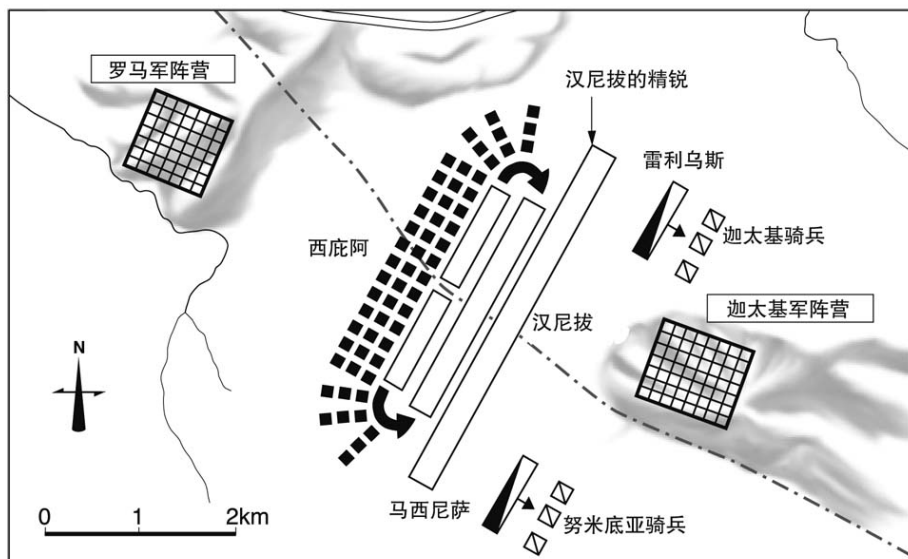 罗马军阵营
汉尼拔的精锐
雷利乌斯
迦太基骑兵
西庇阿
迦太基军阵营
汉尼拔
N
马西尼萨
努米底亚骑兵
0 1 2km